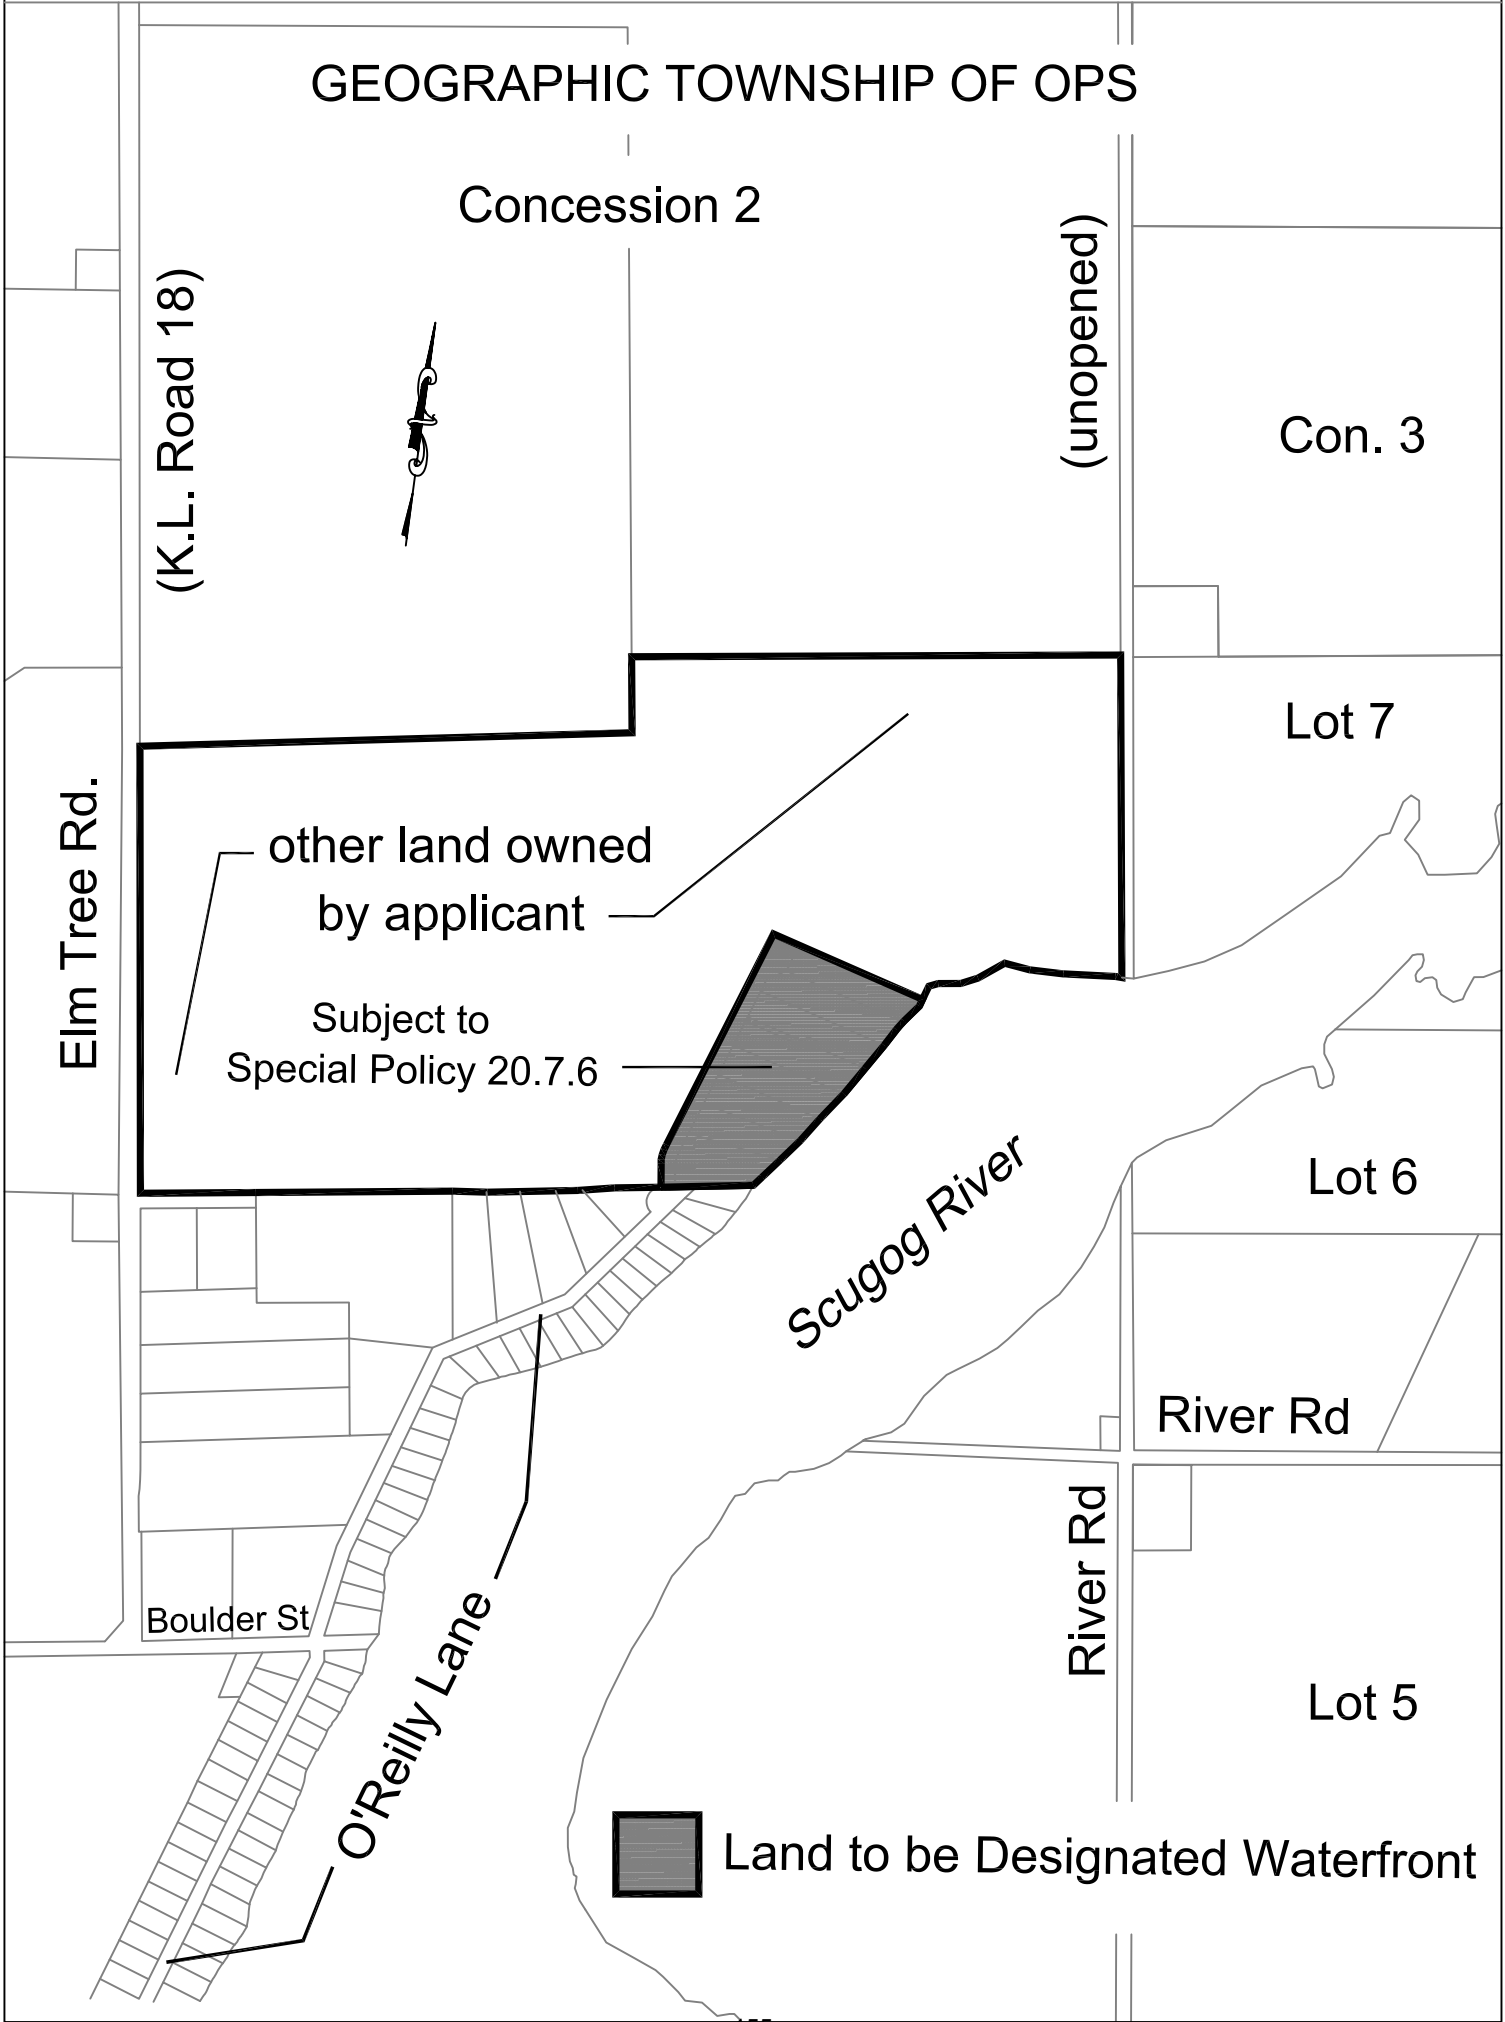 GEOGRAPHIC TOWNSHIP OF OPS
Concession 2
(K.L. Road 18)
(unopened)
Con. 3
Lot 7
Elm Tree Rd.
other land owned
by applicant
Subject to
Special Policy 20.7.6
Scugog River
Lot 6
River Rd
River Rd
Boulder St
O'Reilly Lane
Lot 5
Land to be Designated Waterfront